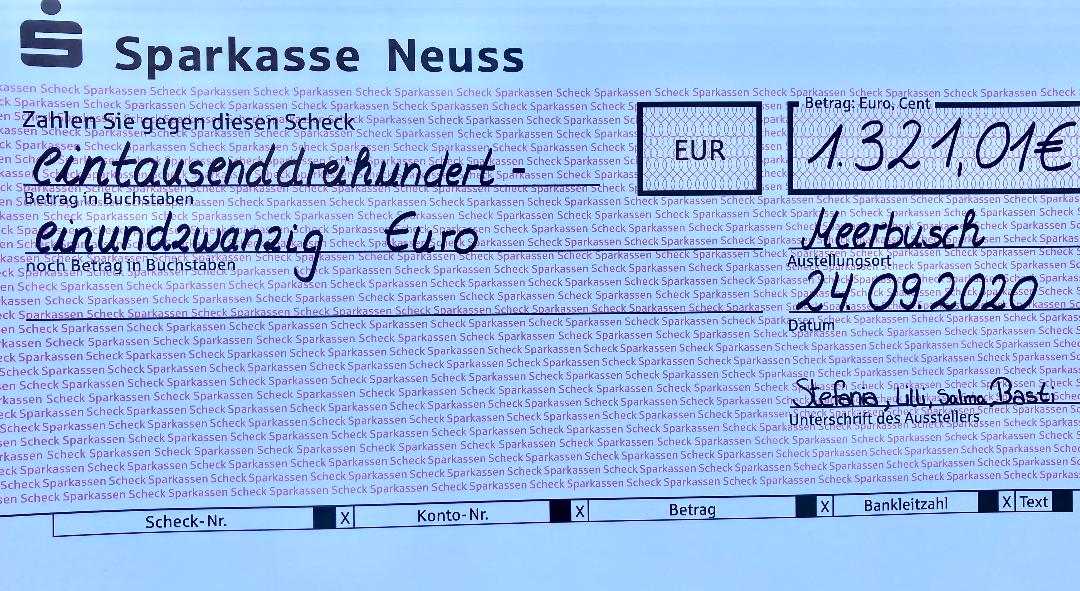 Sparkasse Neuss
Zahlen Sie gegen diesen Scheck
Betrag: Euro, Cent
EUR
1.321,01€
Eintausenddreihundert-
Betrag in Buchstaben
einundzwanzig Euro
noch Betrag in Buchstaben
Meerbusch
Austellungsort
24.09.2020
Datum
Stefania, Lilli, Salma, Basti
Unterschrift des Ausstellers
Scheck-Nr. X Konto-Nr. X Betrag X Bankleitzahl X Text